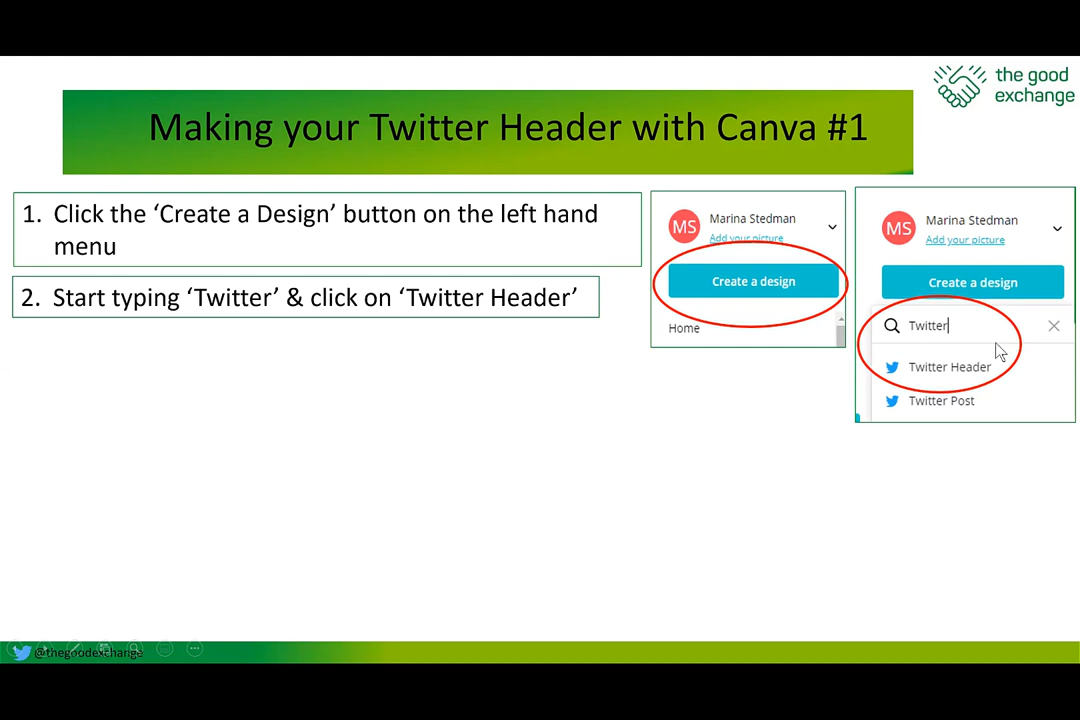 the good
exchange
Making your Twitter Header with Canva #1
1. Click the ‘Create a Design’ button on the left hand
menu
2. Start typing ‘Twitter’ & click on ‘Twitter Header’
MS
Marina Stedman
Add your picture
Create a design
Home
MS
Marina Stedman
Add your picture
Create a design
Twitter
Twitter Header
Twitter Post
@thegoodexchange